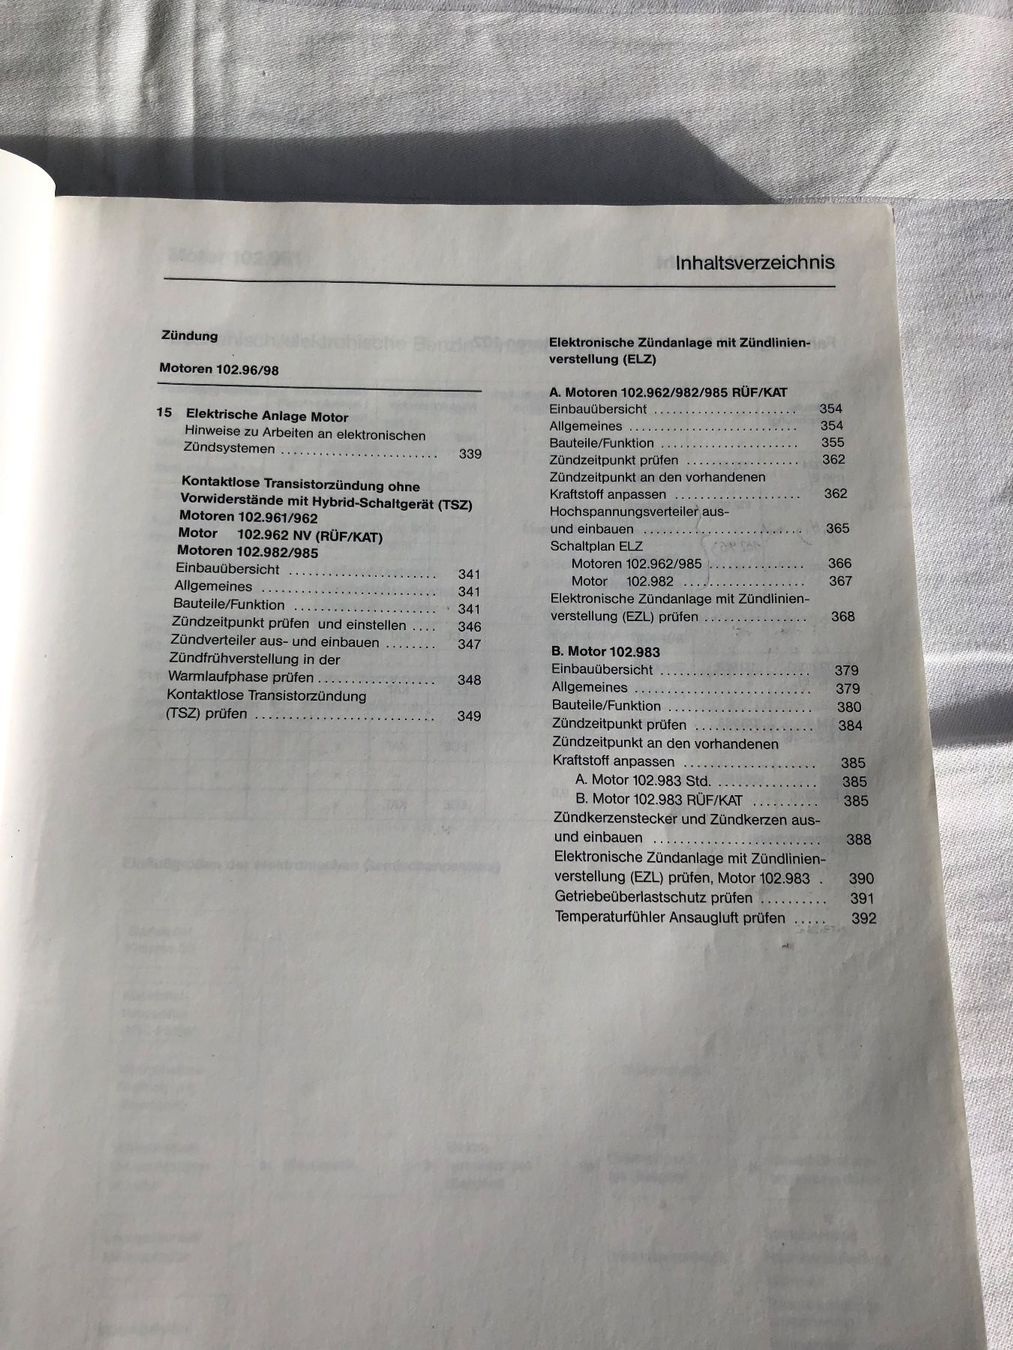 Inhaltsverzeichnis
Zündung
Motoren 102.96/98
15 Elektrische Anlage Motor
Hinweise zu Arbeiten an elektronischen
Zündsystemen ......................... 339
Kontaktlose Transistorzündung ohne
Vorwiderstände mit Hybrid-Schaltgerät (TSZ)
Motoren 102.961/962
Motor 102.962 NV (RÜF/KAT)
Motoren 102.982/985
Einbauübersicht ........................ 341
Allgemeines ............................ 341
Bauteile/Funktion ....................... 341
Zündzeitpunkt prüfen und einstellen .... 346
Zündverteiler aus- und einbauen ........ 347
Zündfrühverstellung in der
Warmlaufphase prüfen ................... 348
Kontaktlose Transistorzündung
(TSZ) prüfen ............................. 349
Elektronische Zündanlage mit Zündlinien-
verstellung (ELZ)
A. Motoren 102.962/982/985 RÜF/KAT
Einbauübersicht ....................... 354
Allgemeines ........................... 354
Bauteile/Funktion ...................... 355
Zündzeitpunkt prüfen .................. 362
Zündzeitpunkt an den vorhandenen
Kraftstoff anpassen .................... 362
Hochspannungsverteiler aus-
und einbauen ......................... 365
Schaltplan ELZ
Motoren 102.962/985 ............... 366
Motor 102.982 ................... 367
Elektronische Zündanlage mit Zündlinien-
verstellung (EZL) prüfen ................ 368
B. Motor 102.983
Einbauübersicht ........................ 379
Allgemeines ............................ 379
Bauteile/Funktion ....................... 380
Zündzeitpunkt prüfen ................... 384
Zündzeitpunkt an den vorhandenen
Kraftstoff anpassen ..................... 385
A. Motor 102.983 Std. ................ 385
B. Motor 102.983 RÜF/KAT .......... 385
Zündkerzenstecker und Zündkerzen aus-
und einbauen .......................... 388
Elektronische Zündanlage mit Zündlinien-
verstellung (EZL) prüfen, Motor 102.983 . 390
Getriebeüberlastschutz prüfen .......... 391
Temperaturfühler Ansaugluft prüfen ..... 392